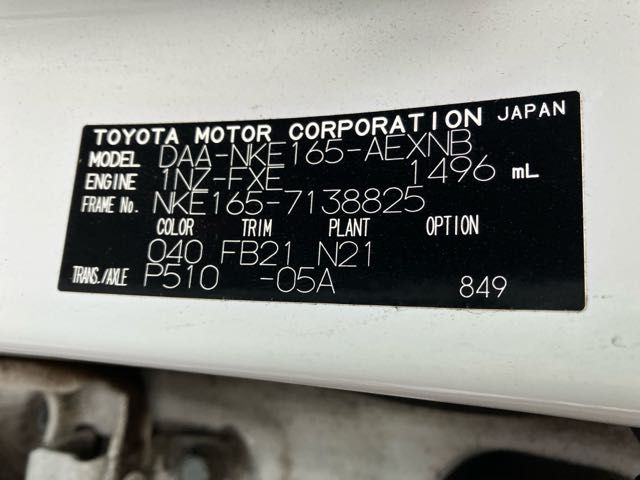 TOYOTA MOTOR CORPORATION JAPAN
MODEL DAA-NKE165-AEXNB
ENGINE 1NZ-FXE 1496 mL
FRAME No. NKE165-7138825
COLOR TRIM PLANT OPTION
040 FB21 N21
TRANS./AXLE P510 -05A 849